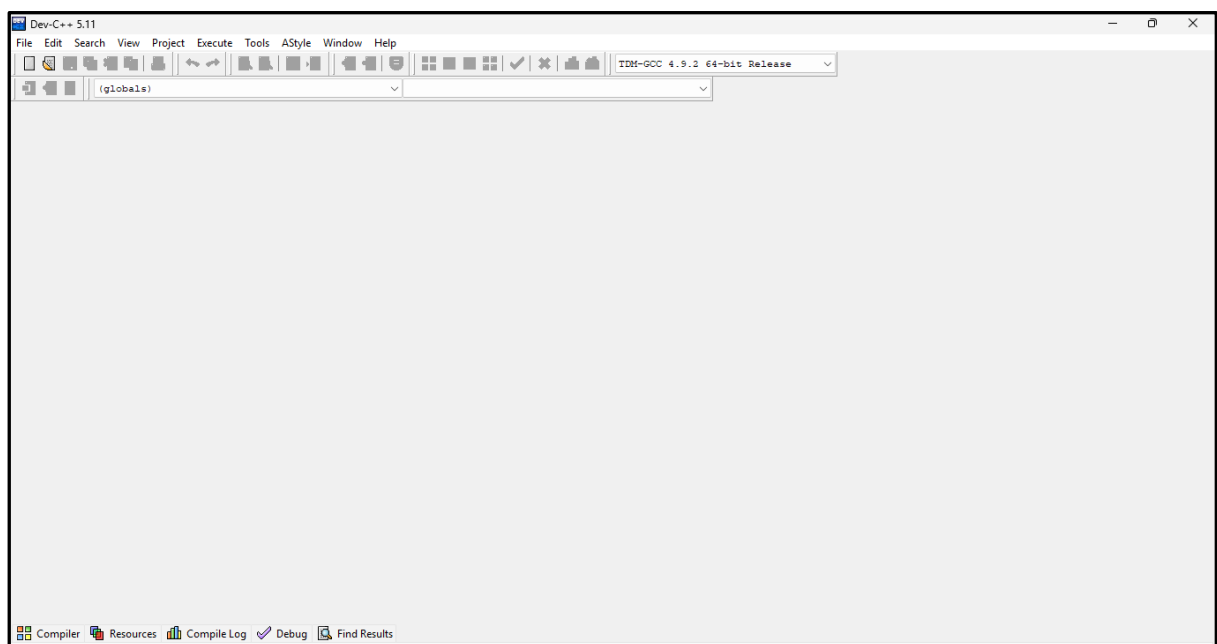 Dev-C++ 5.11
File Edit Search View Project Execute Tools AStyle Window Help
TDM-GCC 4.9.2 64-bit Release
(globals)
Compiler Resources Compile Log Debug Find Results